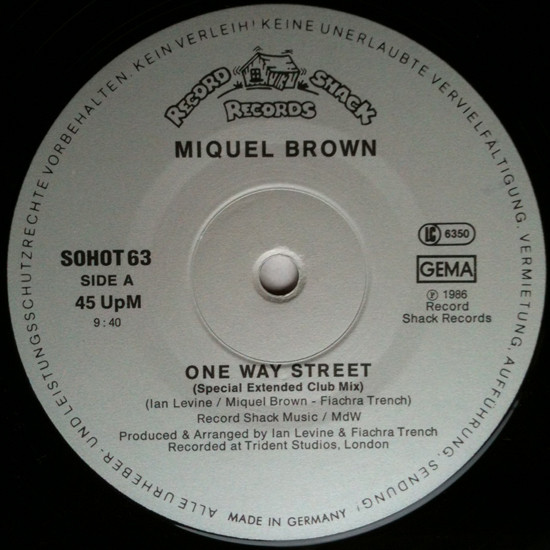 ALLE URHEBER- UND LEISTUNGSSCHUTZRECHTE VORBEHALTEN. KEIN VERLEIH! KEINE UNERLAUBTE VERVIELFÄLTIGUNG, VERMIETUNG, AUFFÜHRUNG, SENDUNG!
RECORD SHACK
RECORDS
MIQUEL BROWN
SOHOT 63
SIDE A
45 UpM
9:40
LC 6350
GEMA
Ⓟ 1986
Record
Shack Records
ONE WAY STREET
(Special Extended Club Mix)
(Ian Levine / Miquel Brown - Fiachra Trench)
Record Shack Music / MdW
Produced & Arranged by Ian Levine & Fiachra Trench
Recorded at Trident Studios, London
MADE IN GERMANY